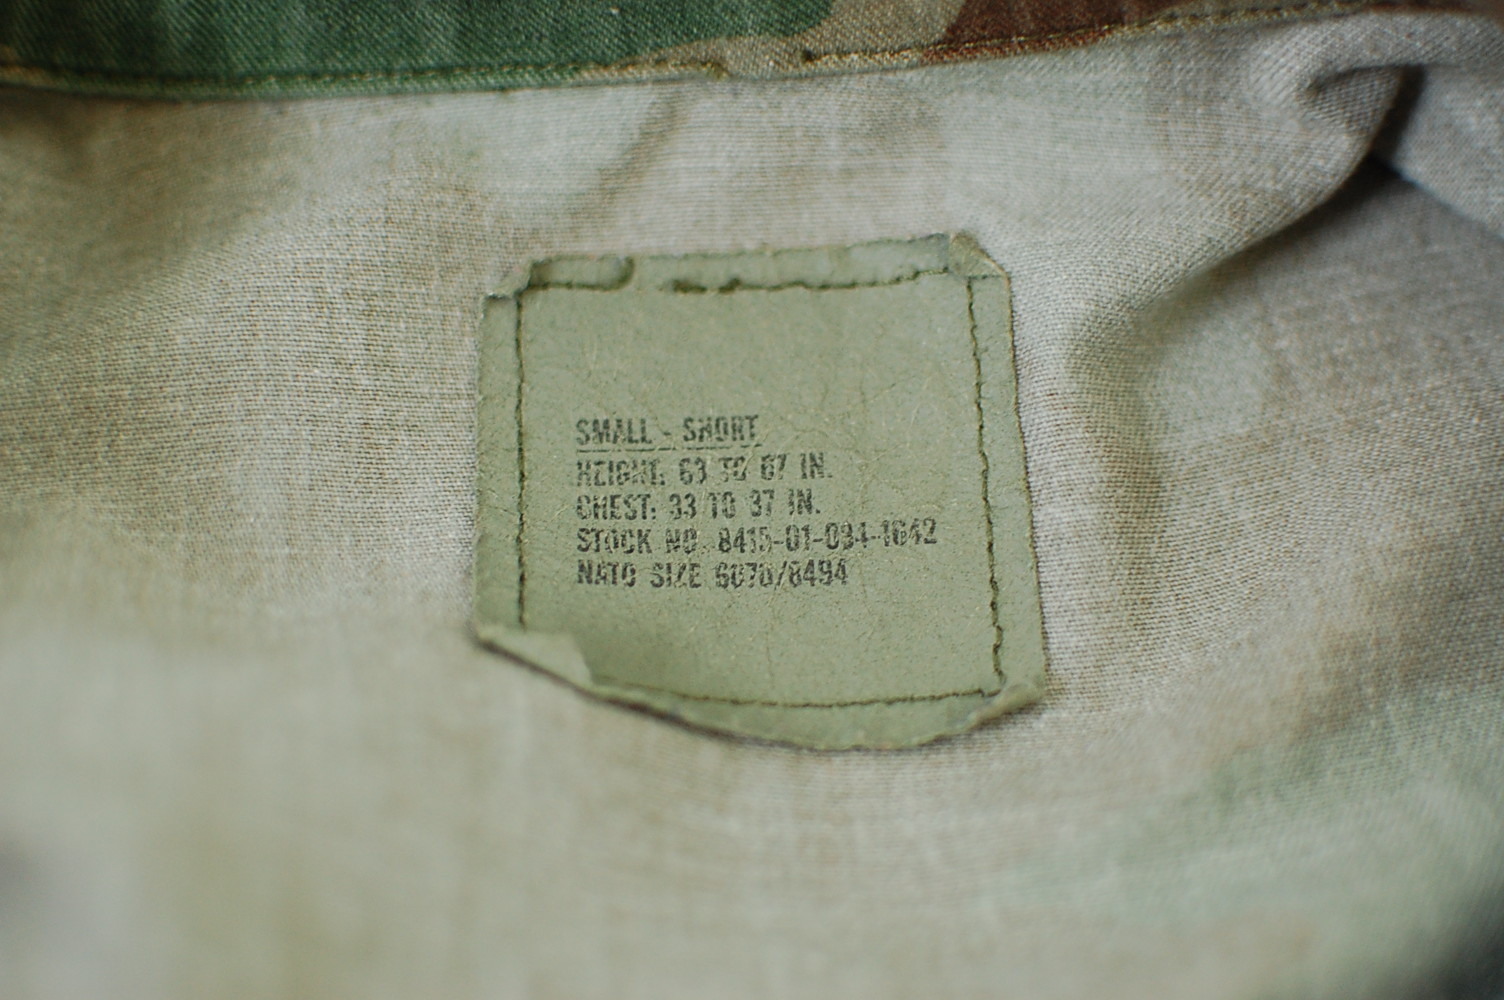 SMALL - SHORT
HEIGHT: 63 TO 67 IN.
CHEST: 33 TO 37 IN.
STOCK NO. 8415-01-094-1642
NATO SIZE 6070/8494